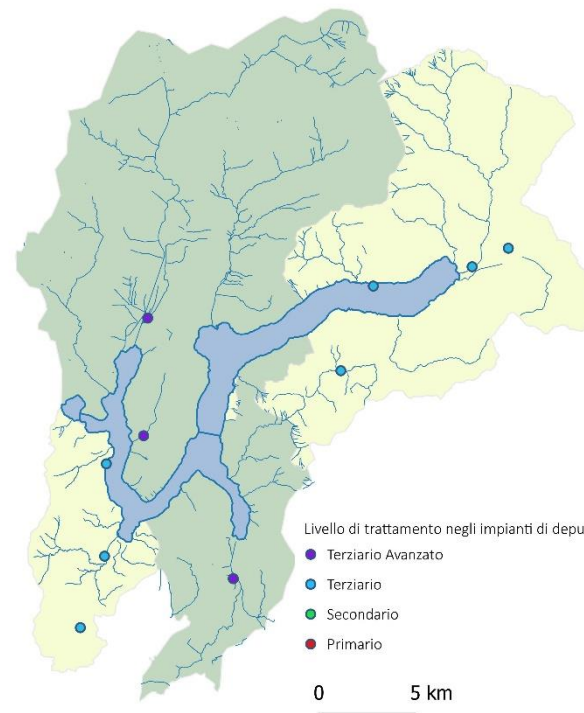 Livello di trattamento negli impianti di depu
Terziario Avanzato
Terziario
Secondario
Primario
0 5 km